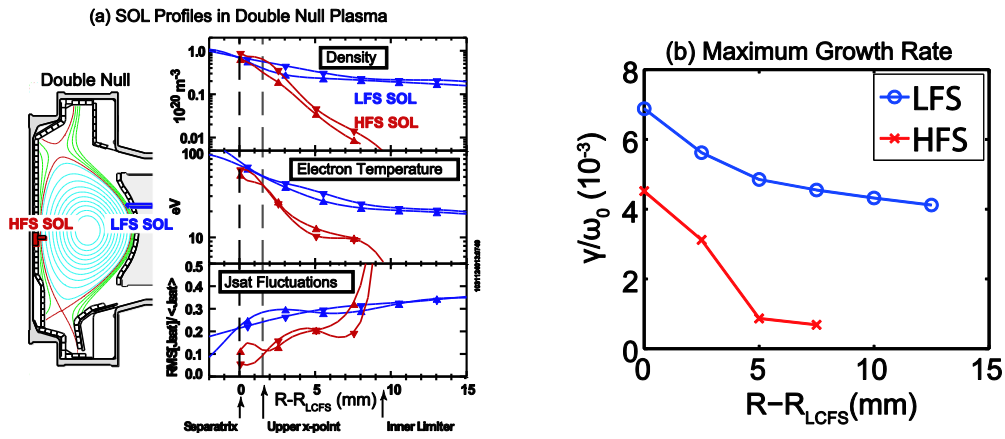 (a) SOL Profiles in Double Null Plasma
Double Null
HFS SOL
LFS SOL
1.0
0.1
0.01
10^20 m^-3
Density
LFS SOL
HFS SOL
100
10
eV
Electron Temperature
0.5
0.4
0.3
0.2
0.1
0.0
RMS[Jsat]/<Jsat>
Jsat Fluctuations
0 5 10 15
R-R_LCFS (mm)
Separatrix
Upper x-point
Inner Limiter
(b) Maximum Growth Rate
8
6
4
2
0
γ/ω_0 (10^-3)
LFS
HFS
0 5 10 15
R−R_LCFS(mm)